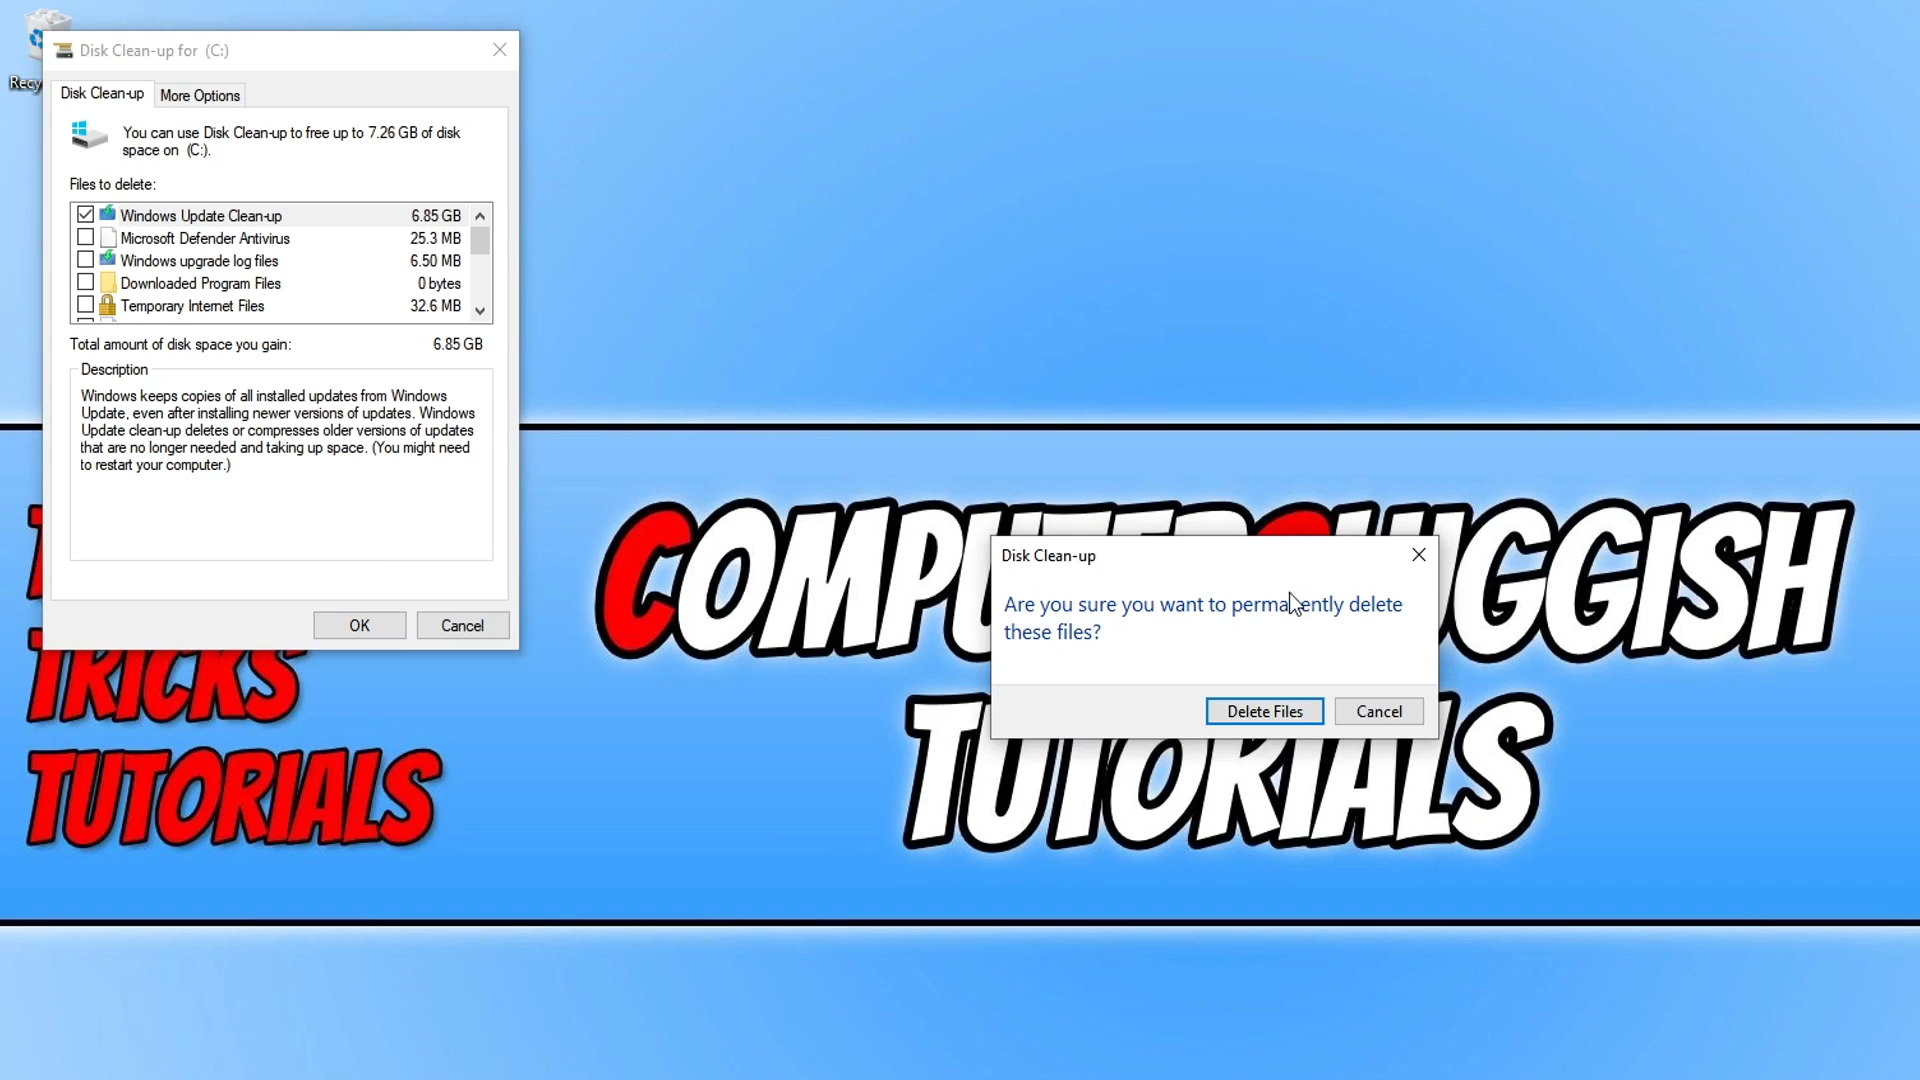 Recy
Disk Clean-up for (C:)
Disk Clean-up
More Options
You can use Disk Clean-up to free up to 7.26 GB of disk
space on (C:).
Files to delete:
Windows Update Clean-up 6.85 GB
Microsoft Defender Antivirus 25.3 MB
Windows upgrade log files 6.50 MB
Downloaded Program Files 0 bytes
Temporary Internet Files 32.6 MB
Total amount of disk space you gain: 6.85 GB
Description
Windows keeps copies of all installed updates from Windows
Update, even after installing newer versions of updates. Windows
Update clean-up deletes or compresses older versions of updates
that are no longer needed and taking up space. (You might need
to restart your computer.)
OK Cancel
TRICKS
TUTORIALS
Disk Clean-up
Are you sure you want to permanently delete
these files?
Delete Files Cancel
TUTORIALS